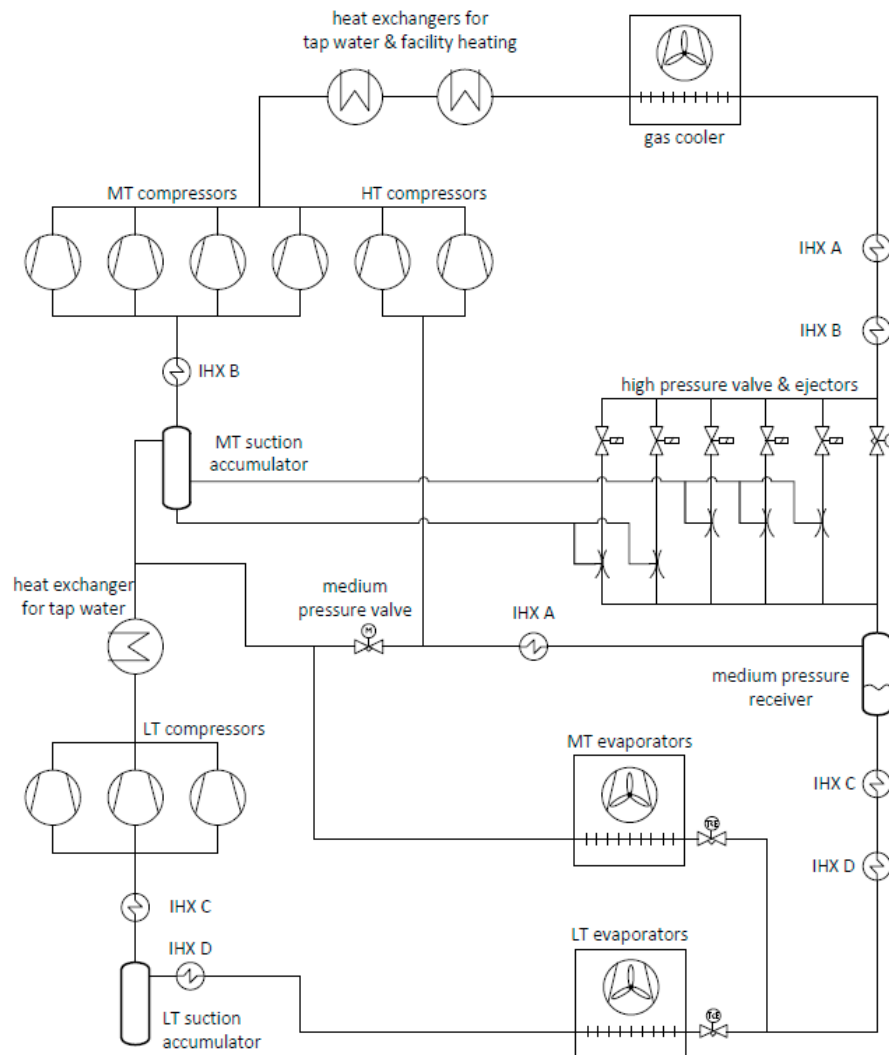 heat exchangers for
tap water & facility heating
gas cooler
MT compressors
HT compressors
IHX A
IHX B
IHX B
high pressure valve & ejectors
MT suction
accumulator
heat exchanger
for tap water
medium
pressure valve
M
IHX A
medium pressure
receiver
LT compressors
MT evaporators
IHX C
IHX D
IHX C
IHX D
LT evaporators
LT suction
accumulator